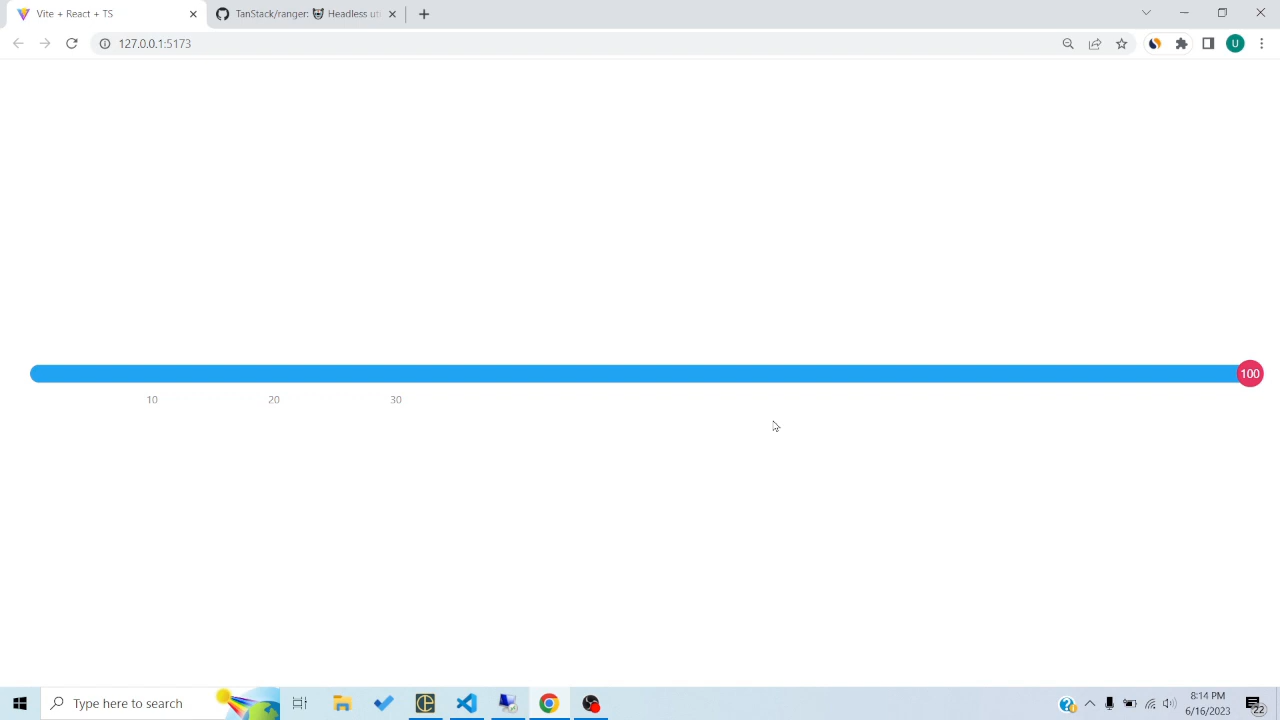 Vite + React + TS
TanStack/ranger: Headless ut
127.0.0.1:5173
U
100
10 20 30
Type here to search
8:14 PM
6/16/2023
22